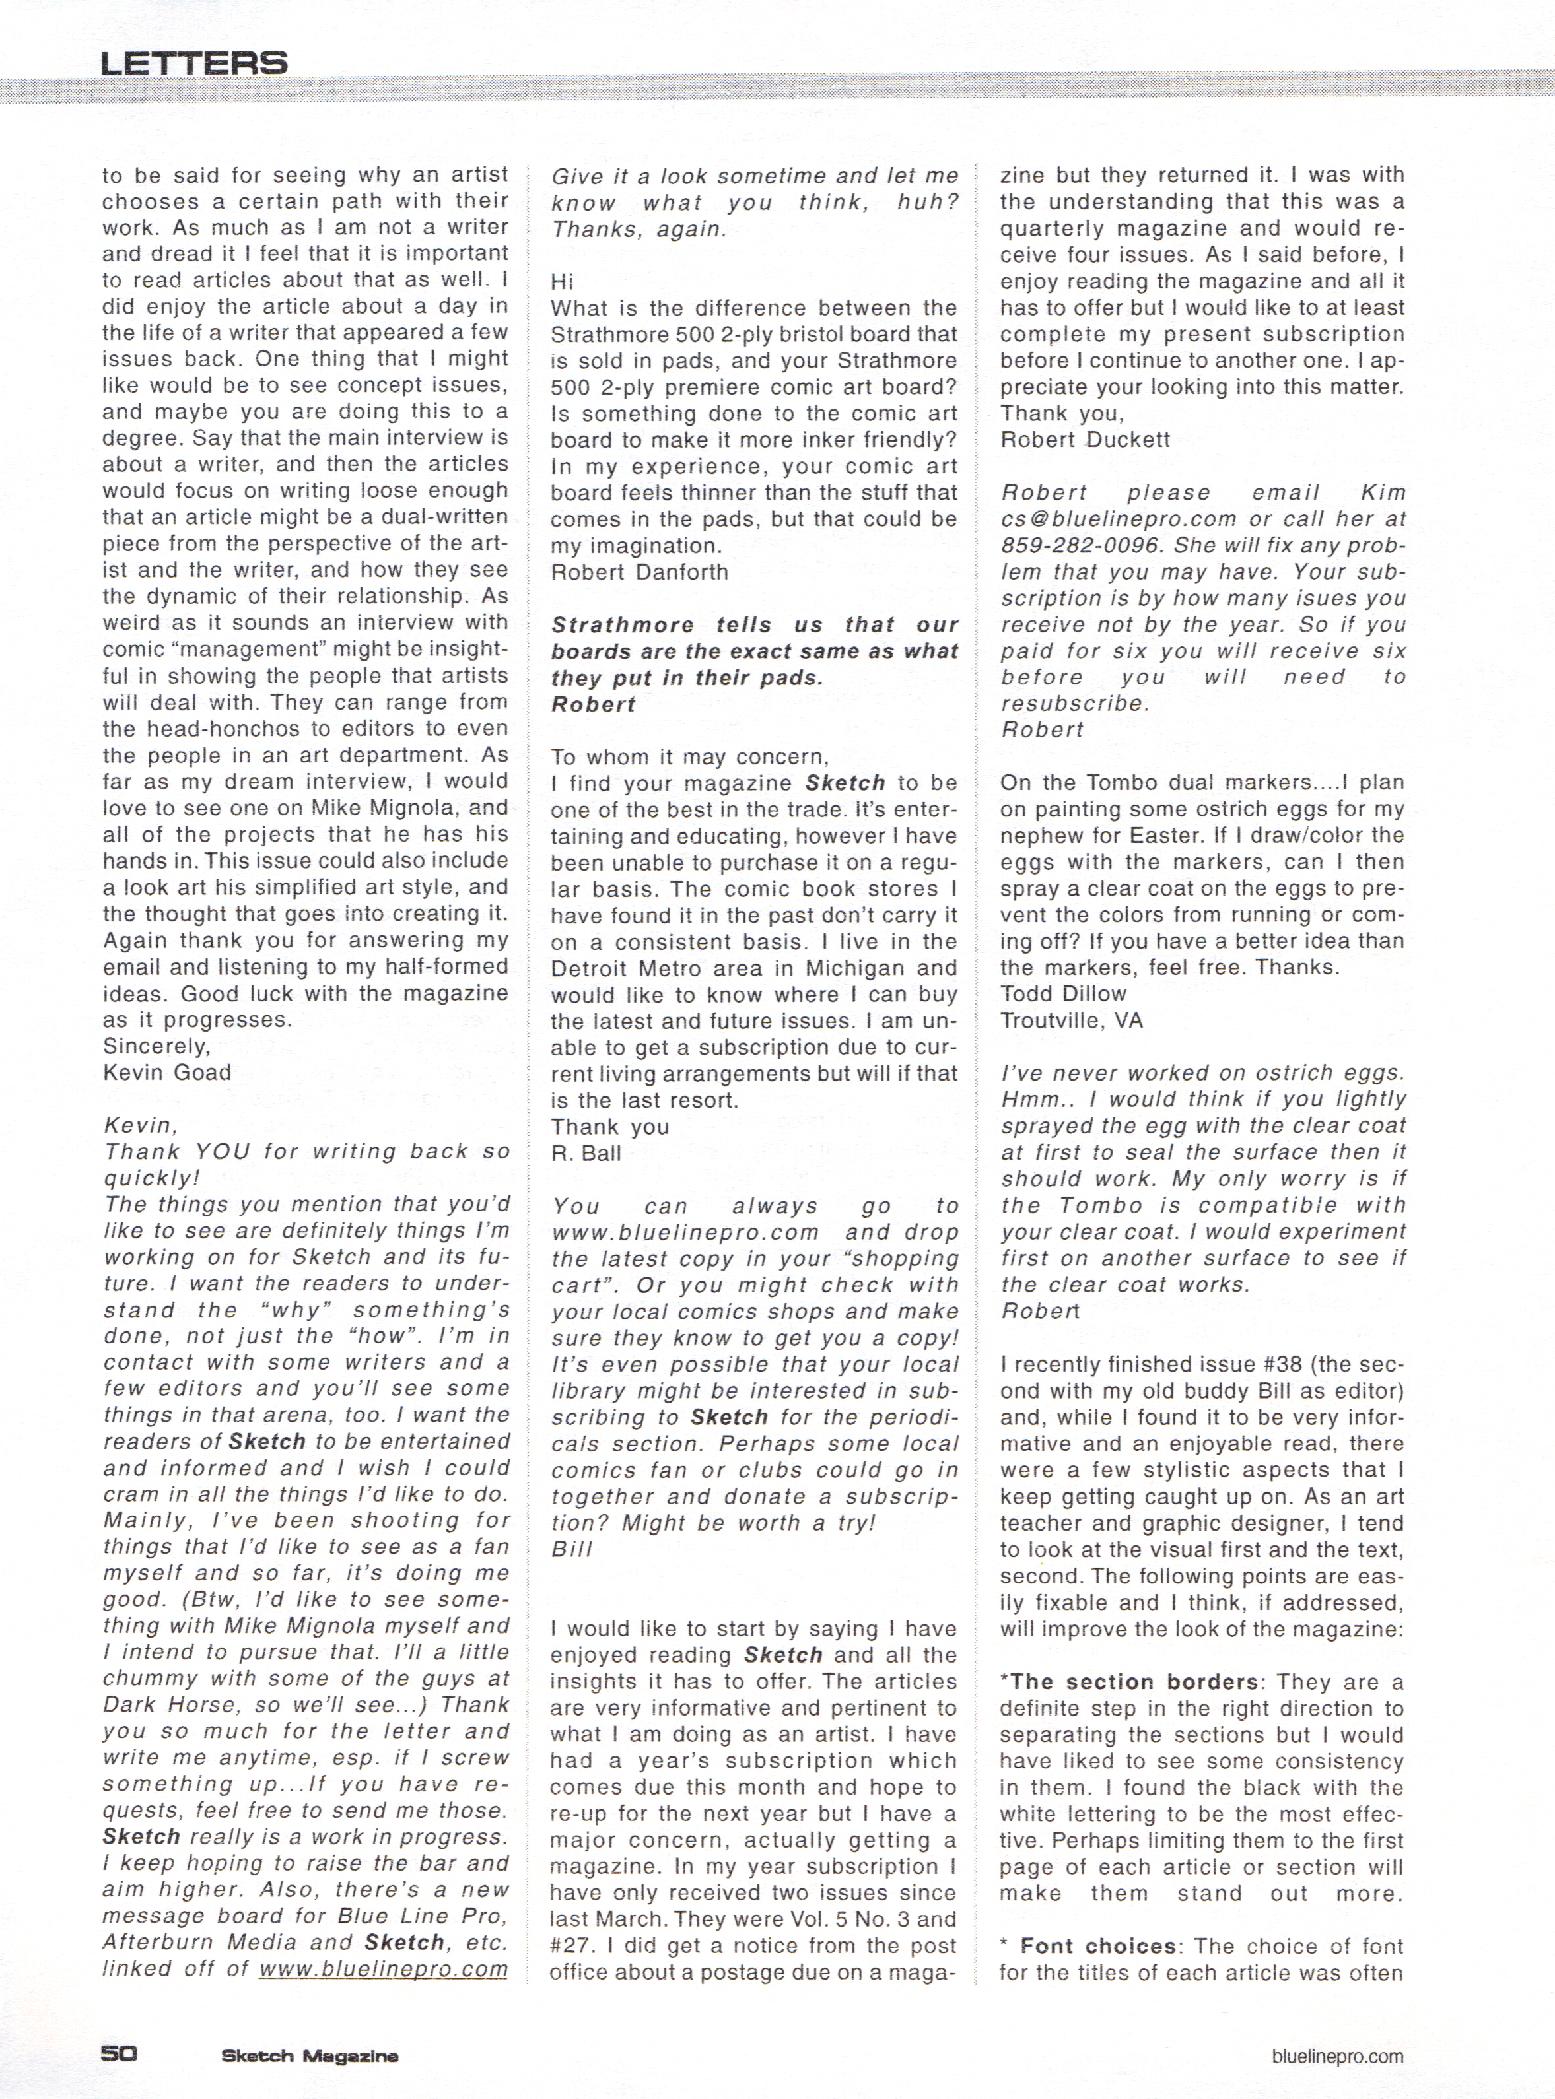 LETTERS
to be said for seeing why an artist
chooses a certain path with their
work. As much as I am not a writer
and dread it I feel that it is important
to read articles about that as well. I
did enjoy the article about a day in
the life of a writer that appeared a few
issues back. One thing that I might
like would be to see concept issues,
and maybe you are doing this to a
degree. Say that the main interview is
about a writer, and then the articles
would focus on writing loose enough
that an article might be a dual-written
piece from the perspective of the art-
ist and the writer, and how they see
the dynamic of their relationship. As
weird as it sounds an interview with
comic “management” might be insight-
ful in showing the people that artists
will deal with. They can range from
the head-honchos to editors to even
the people in an art department. As
far as my dream interview, I would
love to see one on Mike Mignola, and
all of the projects that he has his
hands in. This issue could also include
a look art his simplified art style, and
the thought that goes into creating it.
Again thank you for answering my
email and listening to my half-formed
ideas. Good luck with the magazine
as it progresses.
Sincerely,
Kevin Goad
Kevin,
Thank YOU for writing back so
quickly!
The things you mention that you’d
like to see are definitely things I’m
working on for Sketch and its fu-
ture. I want the readers to under-
stand the “why” something’s
done, not just the “how”. I’m in
contact with some writers and a
few editors and you’ll see some
things in that arena, too. I want the
readers of Sketch to be entertained
and informed and I wish I could
cram in all the things I’d like to do.
Mainly, I’ve been shooting for
things that I’d like to see as a fan
myself and so far, it’s doing me
good. (Btw, I’d like to see some-
thing with Mike Mignola myself and
I intend to pursue that. I’ll a little
chummy with some of the guys at
Dark Horse, so we’ll see...) Thank
you so much for the letter and
write me anytime, esp. if I screw
something up...If you have re-
quests, feel free to send me those.
Sketch really is a work in progress.
I keep hoping to raise the bar and
aim higher. Also, there’s a new
message board for Blue Line Pro,
Afterburn Media and Sketch, etc.
linked off of www.bluelinepro.com
Give it a look sometime and let me
know what you think, huh?
Thanks, again.
Hi
What is the difference between the
Strathmore 500 2-ply bristol board that
is sold in pads, and your Strathmore
500 2-ply premiere comic art board?
Is something done to the comic art
board to make it more inker friendly?
In my experience, your comic art
board feels thinner than the stuff that
comes in the pads, but that could be
my imagination.
Robert Danforth
Strathmore tells us that our
boards are the exact same as what
they put in their pads.
Robert
To whom it may concern,
I find your magazine Sketch to be
one of the best in the trade. It’s enter-
taining and educating, however I have
been unable to purchase it on a regu-
lar basis. The comic book stores I
have found it in the past don’t carry it
on a consistent basis. I live in the
Detroit Metro area in Michigan and
would like to know where I can buy
the latest and future issues. I am un-
able to get a subscription due to cur-
rent living arrangements but will if that
is the last resort.
Thank you
R. Ball
You can always go to
www.bluelinepro.com and drop
the latest copy in your “shopping
cart”. Or you might check with
your local comics shops and make
sure they know to get you a copy!
It’s even possible that your local
library might be interested in sub-
scribing to Sketch for the periodi-
cals section. Perhaps some local
comics fan or clubs could go in
together and donate a subscrip-
tion? Might be worth a try!
Bill
I would like to start by saying I have
enjoyed reading Sketch and all the
insights it has to offer. The articles
are very informative and pertinent to
what I am doing as an artist. I have
had a year’s subscription which
comes due this month and hope to
re-up for the next year but I have a
major concern, actually getting a
magazine. In my year subscription I
have only received two issues since
last March. They were Vol. 5 No. 3 and
#27. I did get a notice from the post
office about a postage due on a maga-
zine but they returned it. I was with
the understanding that this was a
quarterly magazine and would re-
ceive four issues. As I said before, I
enjoy reading the magazine and all it
has to offer but I would like to at least
complete my present subscription
before I continue to another one. I ap-
preciate your looking into this matter.
Thank you,
Robert Duckett
Robert please email Kim
cs@bluelinepro.com or call her at
859-282-0096. She will fix any prob-
lem that you may have. Your sub-
scription is by how many isues you
receive not by the year. So if you
paid for six you will receive six
before you will need to
resubscribe.
Robert
On the Tombo dual markers....I plan
on painting some ostrich eggs for my
nephew for Easter. If I draw/color the
eggs with the markers, can I then
spray a clear coat on the eggs to pre-
vent the colors from running or com-
ing off? If you have a better idea than
the markers, feel free. Thanks.
Todd Dillow
Troutville, VA
I’ve never worked on ostrich eggs.
Hmm.. I would think if you lightly
sprayed the egg with the clear coat
at first to seal the surface then it
should work. My only worry is if
the Tombo is compatible with
your clear coat. I would experiment
first on another surface to see if
the clear coat works.
Robert
I recently finished issue #38 (the sec-
ond with my old buddy Bill as editor)
and, while I found it to be very infor-
mative and an enjoyable read, there
were a few stylistic aspects that I
keep getting caught up on. As an art
teacher and graphic designer, I tend
to look at the visual first and the text,
second. The following points are eas-
ily fixable and I think, if addressed,
will improve the look of the magazine:
*The section borders: They are a
definite step in the right direction to
separating the sections but I would
have liked to see some consistency
in them. I found the black with the
white lettering to be the most effec-
tive. Perhaps limiting them to the first
page of each article or section will
make them stand out more.
* Font choices: The choice of font
for the titles of each article was often
50 Sketch Magazine
bluelinepro.com